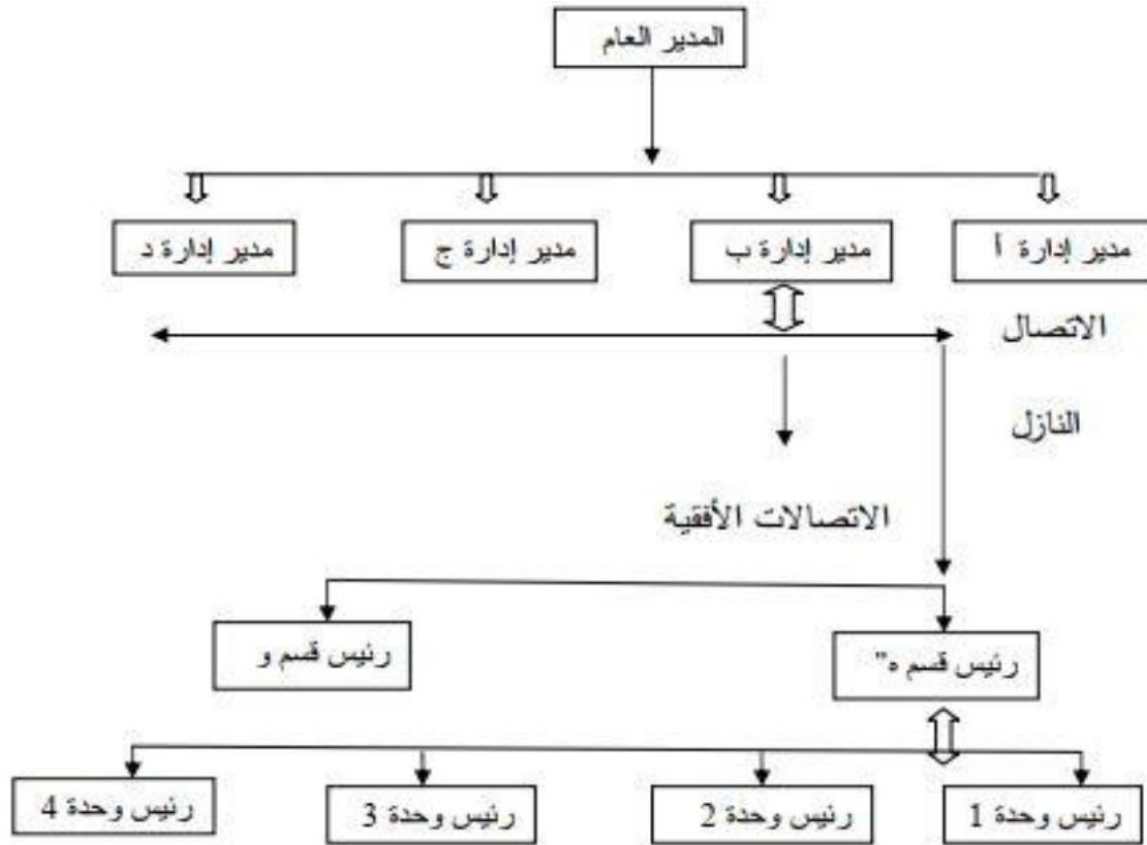 المدير العام
مدير إدارة أ
مدير إدارة ب
مدير إدارة ج
مدير إدارة د
الاتصال
النازل
الاتصالات الأفقية
رئيس قسم ه"
رئيس قسم و
رئيس وحدة 1
رئيس وحدة 2
رئيس وحدة 3
رئيس وحدة 4